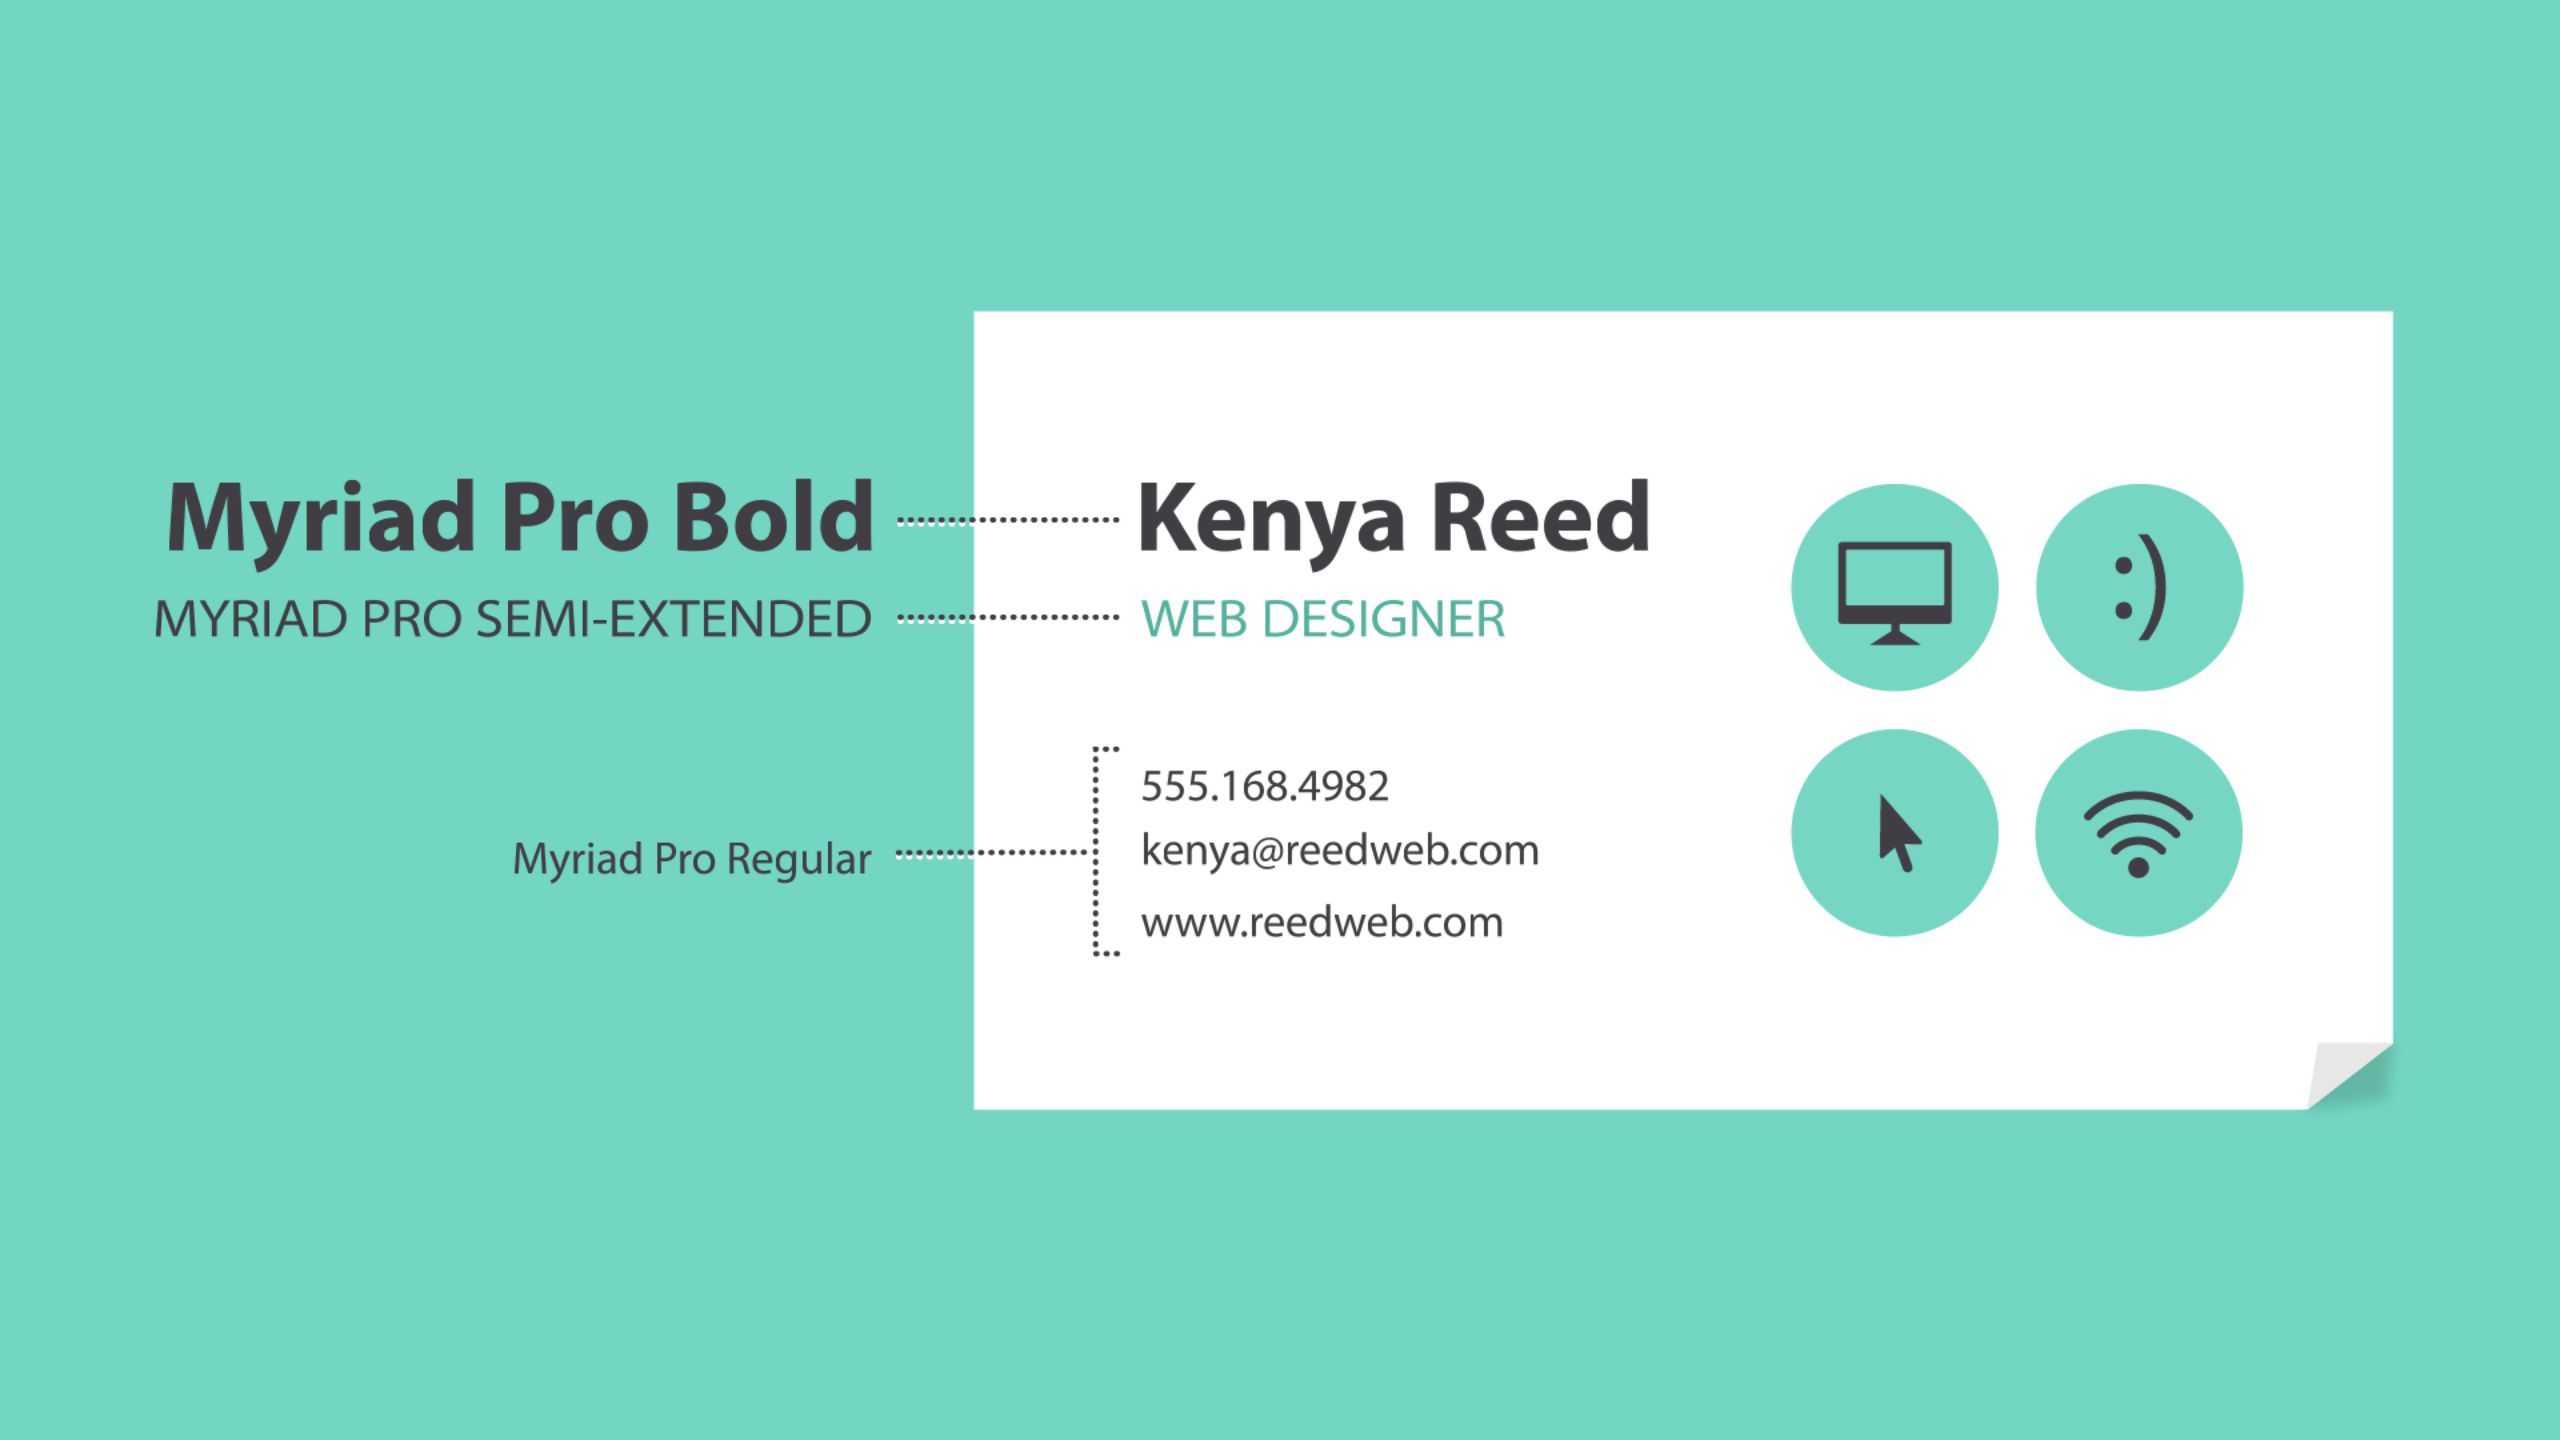 Myriad Pro Bold
MYRIAD PRO SEMI-EXTENDED
Myriad Pro Regular
Kenya Reed
WEB DESIGNER
555.168.4982
kenya@reedweb.com
www.reedweb.com
:)